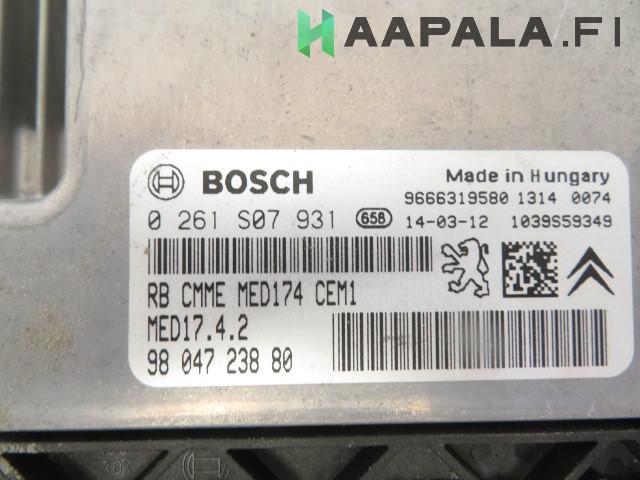 HAAPALA.FI
BOSCH
Made in Hungary
9666319580 1314 0074
0 261 S07 931 658 14-03-12 1039S59349
RB CMME MED174 CEM1
MED17.4.2
98 047 238 80